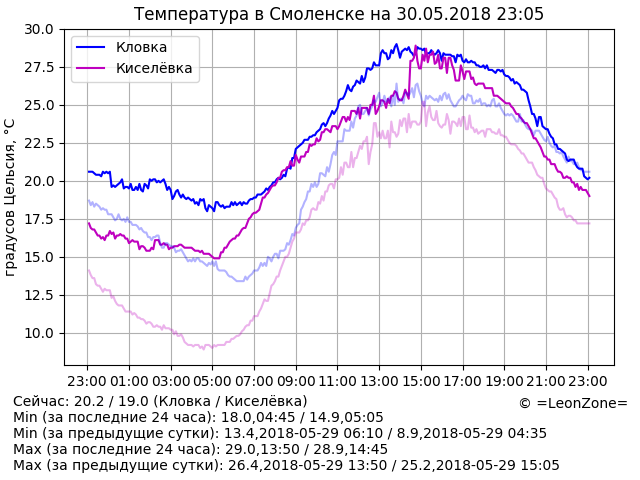 Температура в Смоленске на 30.05.2018 23:05
Кловка
Киселёвка
градусов Цельсия, °C
30.0
27.5
25.0
22.5
20.0
17.5
15.0
12.5
10.0
23:00 01:00 03:00 05:00 07:00 09:00 11:00 13:00 15:00 17:00 19:00 21:00 23:00
Сейчас: 20.2 / 19.0 (Кловка / Киселёвка)
© =LeonZone=
Min (за последние 24 часа): 18.0,04:45 / 14.9,05:05
Min (за предыдущие сутки): 13.4,2018-05-29 06:10 / 8.9,2018-05-29 04:35
Max (за последние 24 часа): 29.0,13:50 / 28.9,14:45
Max (за предыдущие сутки): 26.4,2018-05-29 13:50 / 25.2,2018-05-29 15:05